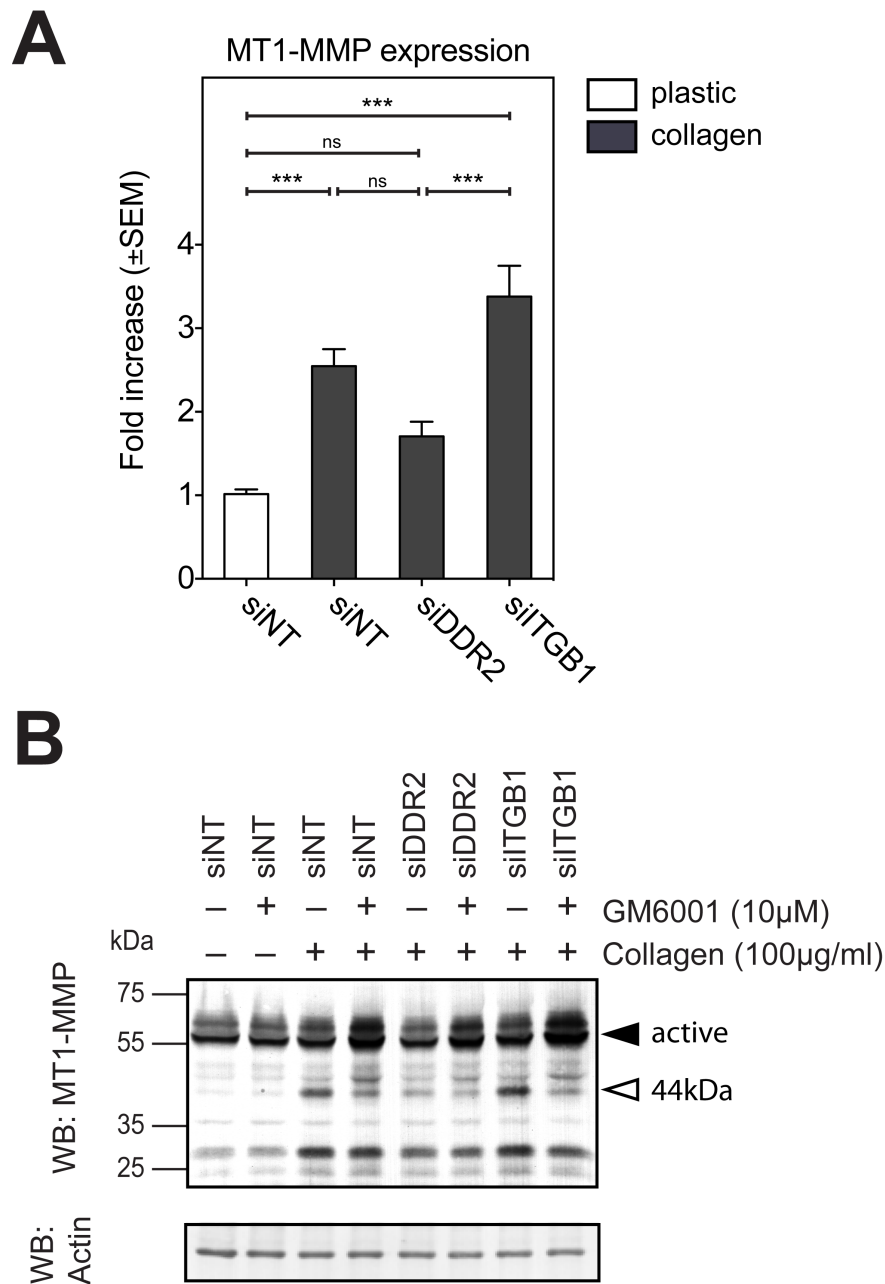 A
MT1-MMP expression
plastic
collagen
***
ns
*** ns ***
Fold increase (±SEM)
4
3
2
1
0
siNT siNT siDDR2 siITGB1
B
siNT siNT siNT siNT siDDR2 siDDR2 siITGB1 siITGB1
– + – + – + – + GM6001 (10µM)
– – + + + + + + Collagen (100µg/ml)
kDa
75
55
35
25
WB: MT1-MMP
active
44kDa
WB:
Actin